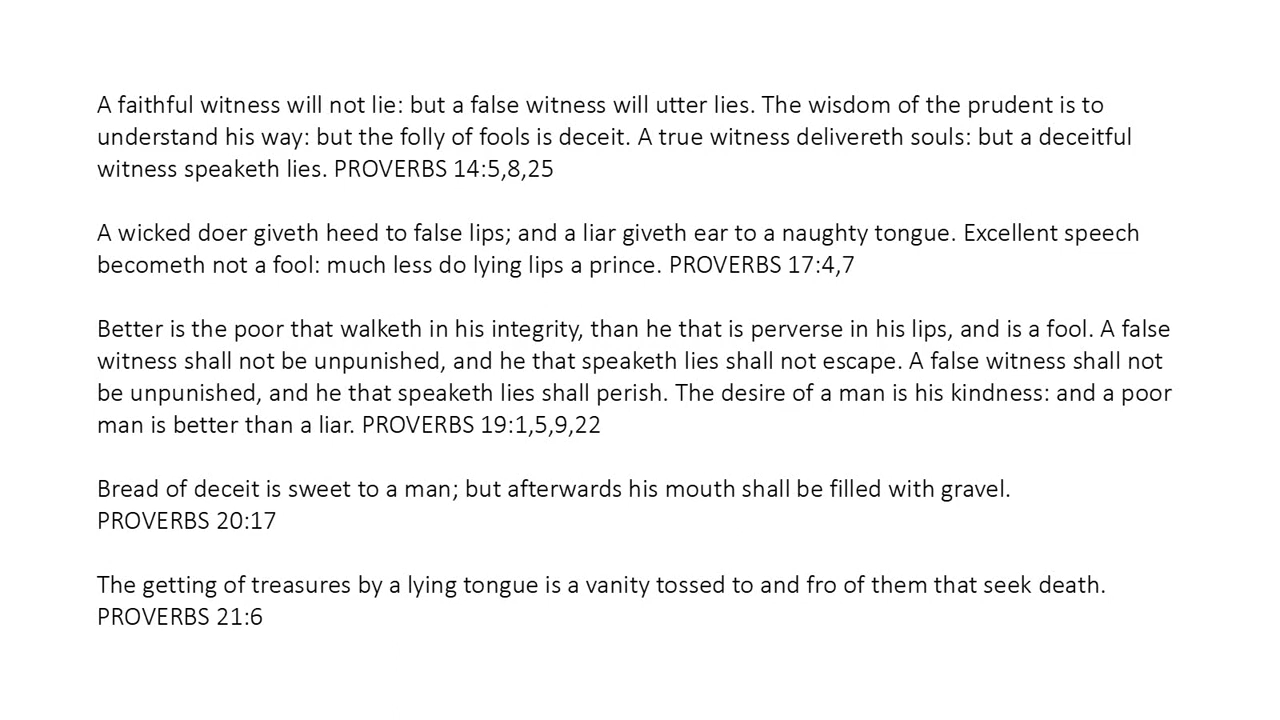 A faithful witness will not lie: but a false witness will utter lies. The wisdom of the prudent is to
understand his way: but the folly of fools is deceit. A true witness delivereth souls: but a deceitful
witness speaketh lies. PROVERBS 14:5,8,25
A wicked doer giveth heed to false lips; and a liar giveth ear to a naughty tongue. Excellent speech
becometh not a fool: much less do lying lips a prince. PROVERBS 17:4,7
Better is the poor that walketh in his integrity, than he that is perverse in his lips, and is a fool. A false
witness shall not be unpunished, and he that speaketh lies shall not escape. A false witness shall not
be unpunished, and he that speaketh lies shall perish. The desire of a man is his kindness: and a poor
man is better than a liar. PROVERBS 19:1,5,9,22
Bread of deceit is sweet to a man; but afterwards his mouth shall be filled with gravel.
PROVERBS 20:17
The getting of treasures by a lying tongue is a vanity tossed to and fro of them that seek death.
PROVERBS 21:6